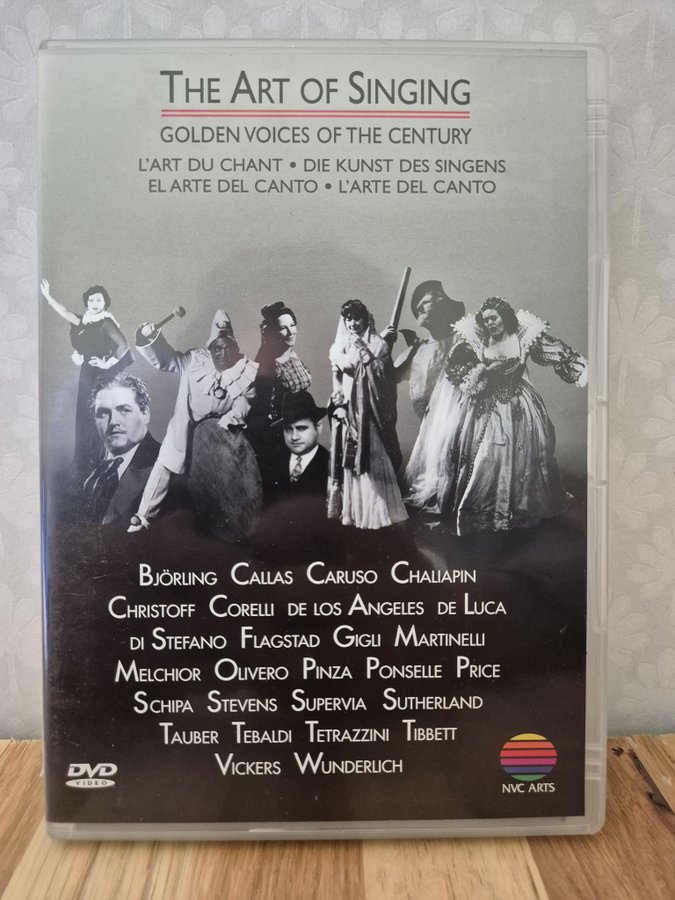 THE ART OF SINGING
GOLDEN VOICES OF THE CENTURY
L'ART DU CHANT • DIE KUNST DES SINGENS
EL ARTE DEL CANTO • L'ARTE DEL CANTO
BJÖRLING CALLAS CARUSO CHALIAPIN
CHRISTOFF CORELLI DE LOS ANGELES DE LUCA
DI STEFANO FLAGSTAD GIGLI MARTINELLI
MELCHIOR OLIVERO PINZA PONSELLE PRICE
SCHIPA STEVENS SUPERVIA SUTHERLAND
TAUBER TEBALDI TETRAZZINI TIBBETT
VICKERS WUNDERLICH
DVD
VIDEO
NVC ARTS